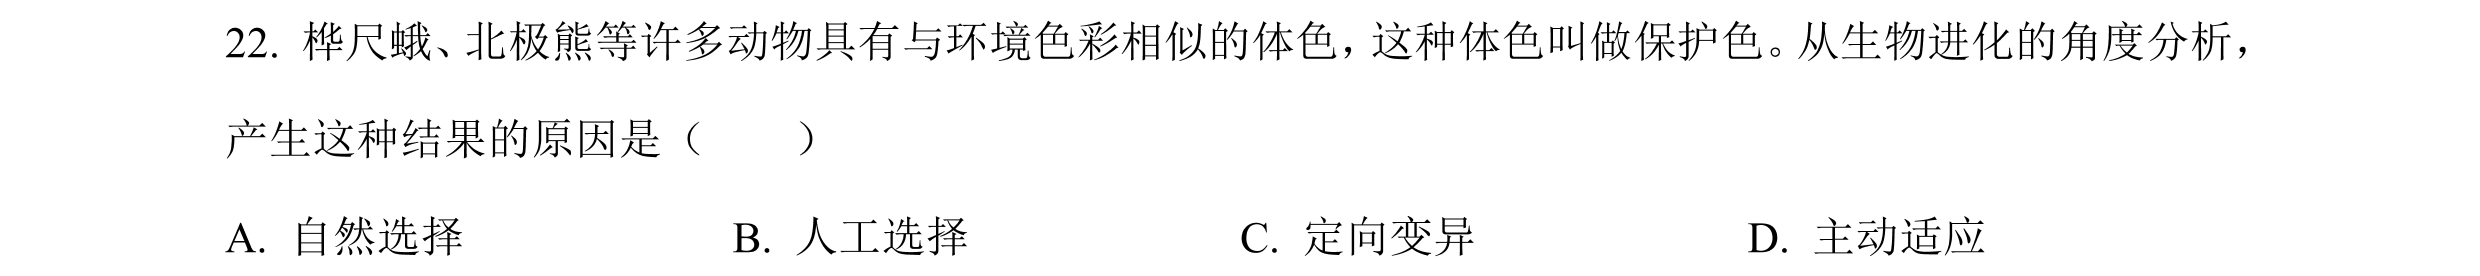 22. 桦尺蛾、北极熊等许多动物具有与环境色彩相似的体色，这种体色叫做保护色。从生物进化的角度分析，
产生这种结果的原因是（　　）
A. 自然选择　　B. 人工选择　　C. 定向变异　　D. 主动适应